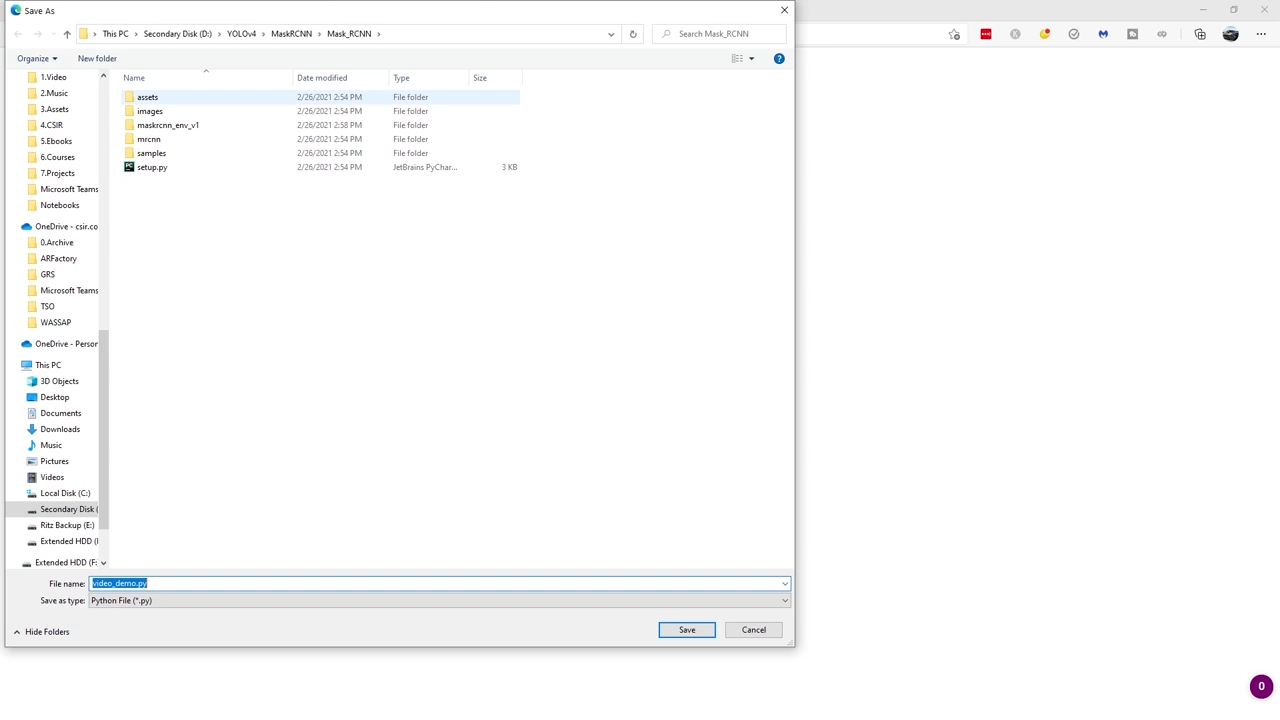 Save As
This PC > Secondary Disk (D:) > YOLOv4 > MaskRCNN > Mask_RCNN >
Search Mask_RCNN
Organize
New folder
Name
Date modified
Type
Size
1.Video
2.Music
3.Assets
4.CSIR
5.Ebooks
6.Courses
7.Projects
Microsoft Teams
Notebooks
OneDrive - csir.co
0.Archive
ARFactory
GRS
Microsoft Teams
TSO
WASSAP
OneDrive - Person
This PC
3D Objects
Desktop
Documents
Downloads
Music
Pictures
Videos
Local Disk (C:)
Secondary Disk (
Ritz Backup (E:)
Extended HDD (
Extended HDD (F:
assets 2/26/2021 2:54 PM File folder
images 2/26/2021 2:54 PM File folder
maskrcnn_env_v1 2/26/2021 2:58 PM File folder
mrcnn 2/26/2021 2:54 PM File folder
samples 2/26/2021 2:54 PM File folder
setup.py 2/26/2021 2:54 PM JetBrains PyChar... 3 KB
File name: video_demo.py
Save as type: Python File (*.py)
Hide Folders
Save
Cancel
0